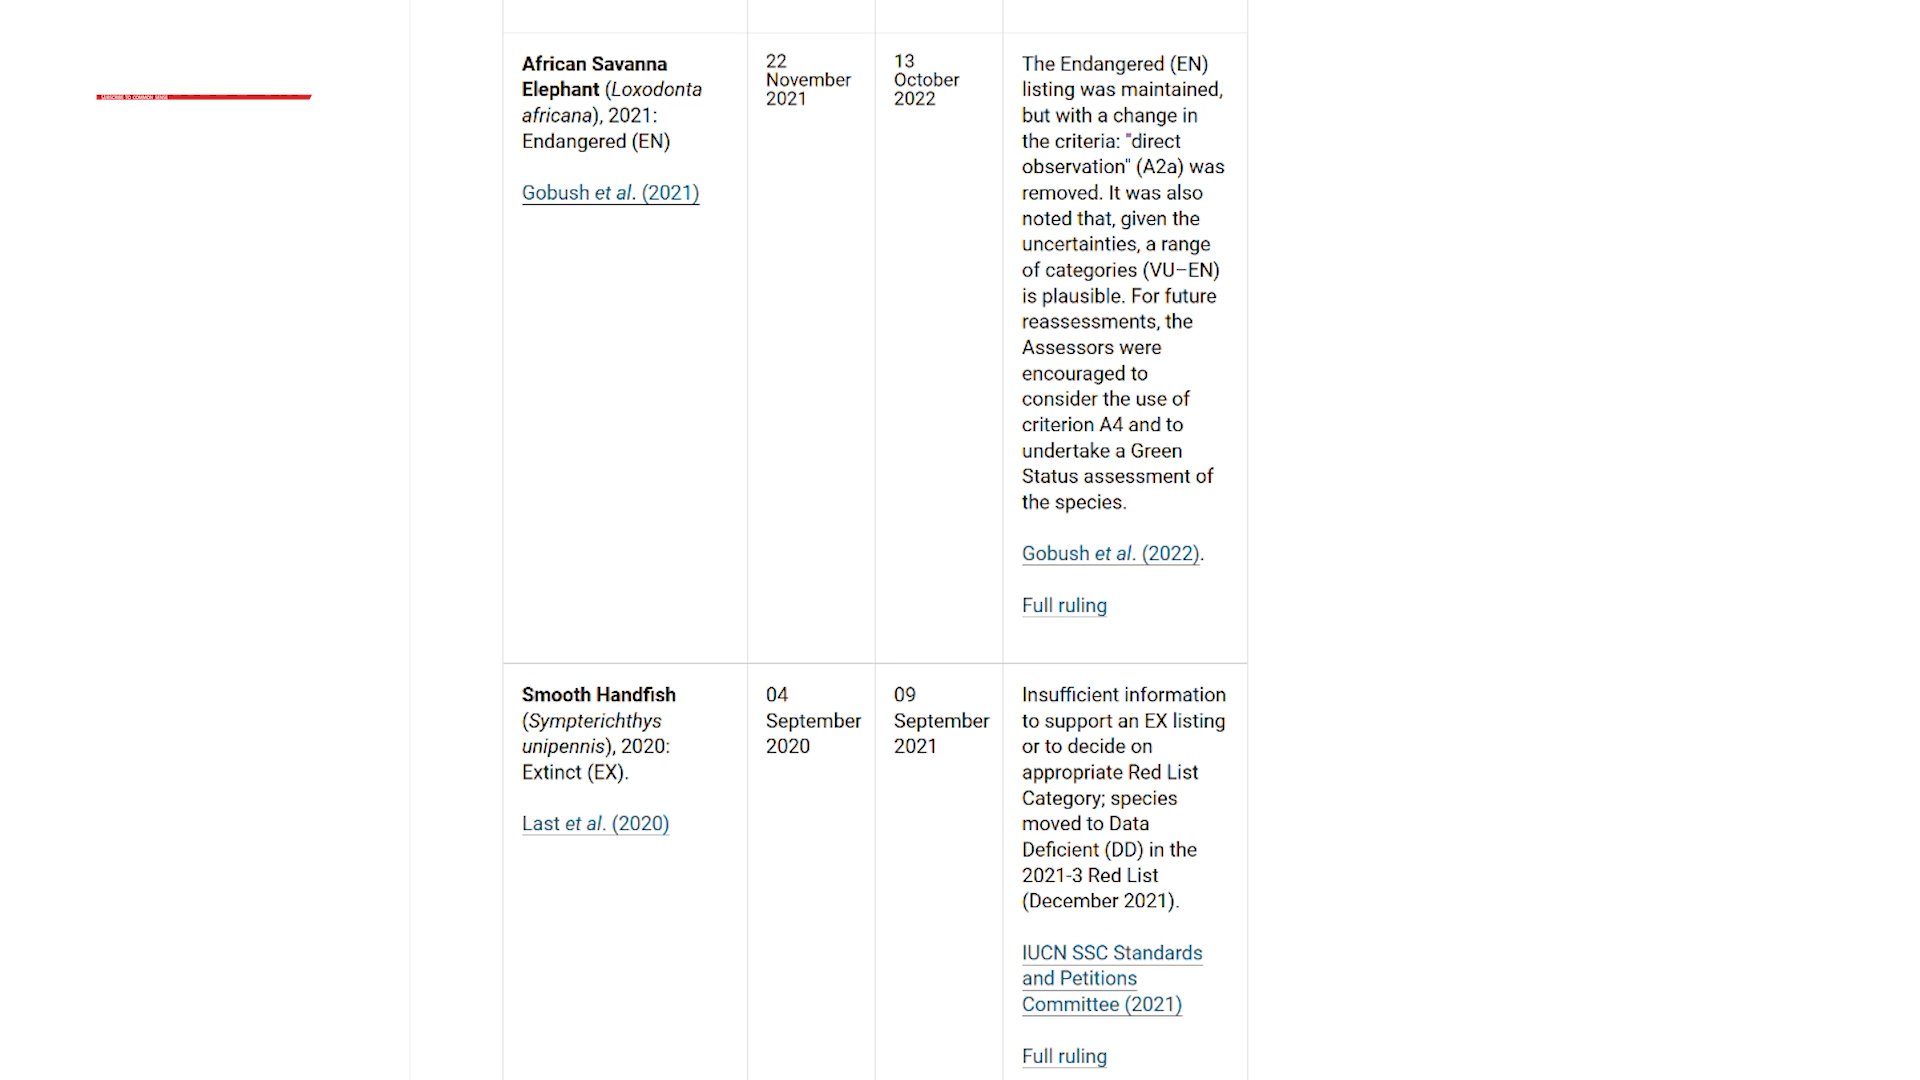 SUBSCRIBE TO COMMON SENSE
African Savanna
Elephant (Loxodonta
africana), 2021:
Endangered (EN)
Gobush et al. (2021)
22
November
2021
13
October
2022
The Endangered (EN)
listing was maintained,
but with a change in
the criteria: "direct
observation" (A2a) was
removed. It was also
noted that, given the
uncertainties, a range
of categories (VU–EN)
is plausible. For future
reassessments, the
Assessors were
encouraged to
consider the use of
criterion A4 and to
undertake a Green
Status assessment of
the species.
Gobush et al. (2022).
Full ruling
Smooth Handfish
(Sympterichthys
unipennis), 2020:
Extinct (EX).
Last et al. (2020)
04
September
2020
09
September
2021
Insufficient information
to support an EX listing
or to decide on
appropriate Red List
Category; species
moved to Data
Deficient (DD) in the
2021-3 Red List
(December 2021).
IUCN SSC Standards
and Petitions
Committee (2021)
Full ruling